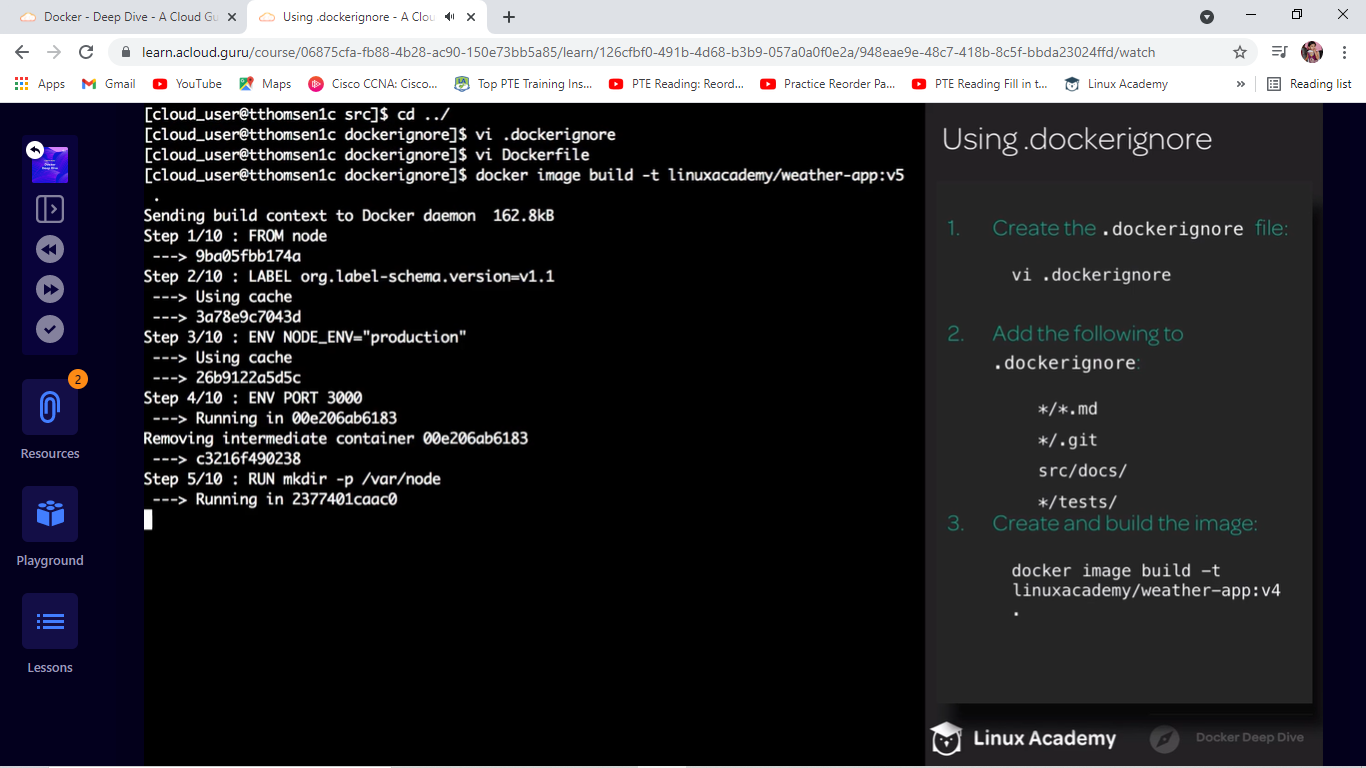 Docker - Deep Dive - A Cloud Gu
Using .dockerignore - A Clou
learn.acloud.guru/course/06875cfa-fb88-4b28-ac90-150e73bb5a85/learn/126cfbf0-491b-4d68-b3b9-057a0a0f0e2a/948eae9e-48c7-418b-8c5f-bbda23024ffd/watch
Apps Gmail YouTube Maps Cisco CCNA: Cisco... Top PTE Training Ins... PTE Reading: Reord... Practice Reorder Pa... PTE Reading Fill in t... Linux Academy » Reading list
2
Resources
Playground
Lessons
[cloud_user@tthomsen1c src]$ cd ../
[cloud_user@tthomsen1c dockerignore]$ vi .dockerignore
[cloud_user@tthomsen1c dockerignore]$ vi Dockerfile
[cloud_user@tthomsen1c dockerignore]$ docker image build -t linuxacademy/weather-app:v5
.
Sending build context to Docker daemon  162.8kB
Step 1/10 : FROM node
---> 9ba05fbb174a
Step 2/10 : LABEL org.label-schema.version=v1.1
---> Using cache
---> 3a78e9c7043d
Step 3/10 : ENV NODE_ENV="production"
---> Using cache
---> 26b9122a5d5c
Step 4/10 : ENV PORT 3000
---> Running in 00e206ab6183
Removing intermediate container 00e206ab6183
---> c3216f490238
Step 5/10 : RUN mkdir -p /var/node
---> Running in 2377401caac0
Using .dockerignore
1. Create the .dockerignore file:
vi .dockerignore
2. Add the following to
.dockerignore:
*/*.md
*/.git
src/docs/
*/tests/
3. Create and build the image:
docker image build -t
linuxacademy/weather-app:v4
.
Linux Academy
Docker Deep Dive